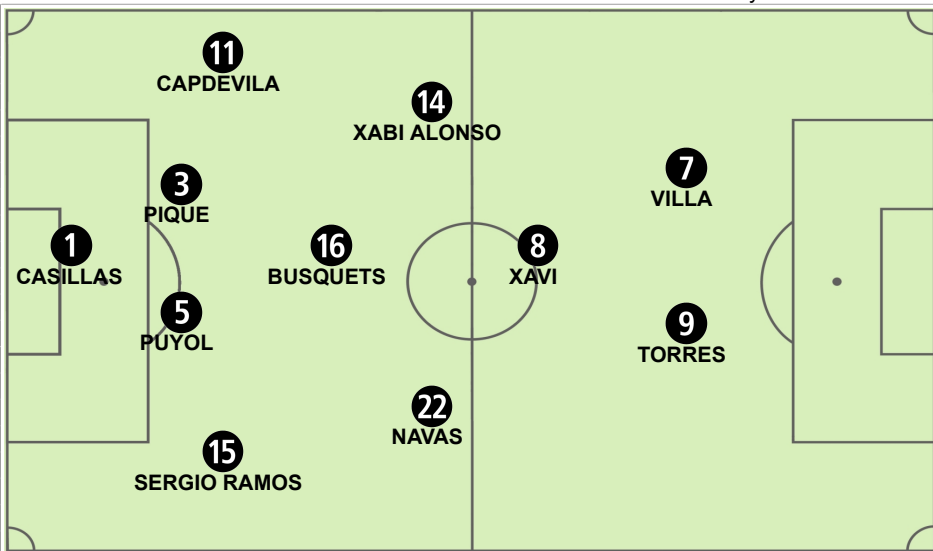 11
CAPDEVILA
14
XABI ALONSO
3
PIQUE
7
VILLA
1
CASILLAS
16
BUSQUETS
8
XAVI
5
PUYOL
9
TORRES
22
NAVAS
15
SERGIO RAMOS